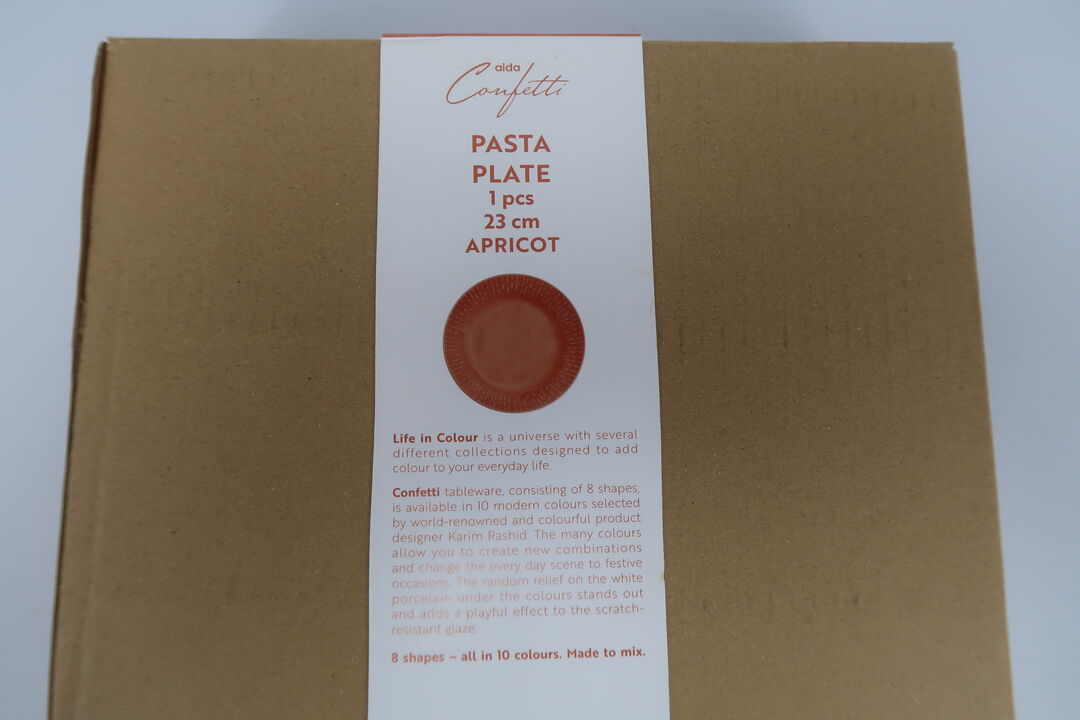 aida
Confetti
PASTA
PLATE
1 pcs
23 cm
APRICOT
Life in Colour is a universe with several
different collections designed to add
colour to your everyday life.
Confetti tableware, consisting of 8 shapes,
is available in 10 modern colours selected
by world-renowned and colourful product
designer Karim Rashid. The many colours
allow you to create new combinations
and change the every day scene to festive
occasions. The random relief on the white
porcelain under the colours stands out
and adds a playful effect to the scratch-
resistant glaze.
8 shapes – all in 10 colours. Made to mix.